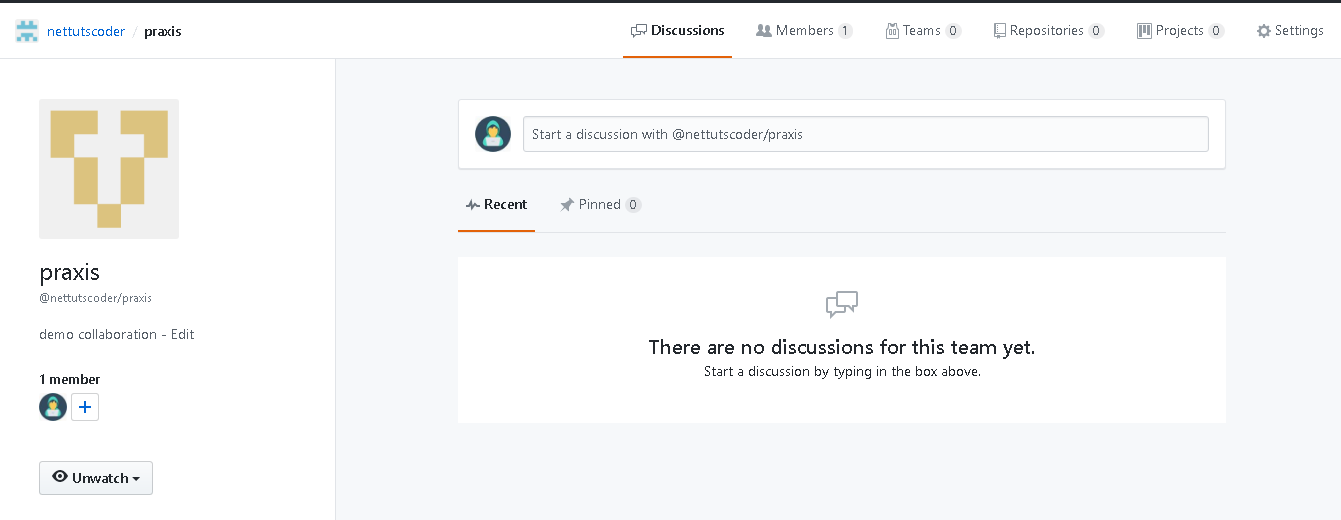 nettutscoder / praxis
Discussions Members 1 Teams 0 Repositories 0 Projects 0 Settings
Start a discussion with @nettutscoder/praxis
Recent Pinned 0
praxis
@nettutscoder/praxis
demo collaboration - Edit
1 member
Unwatch
There are no discussions for this team yet.
Start a discussion by typing in the box above.